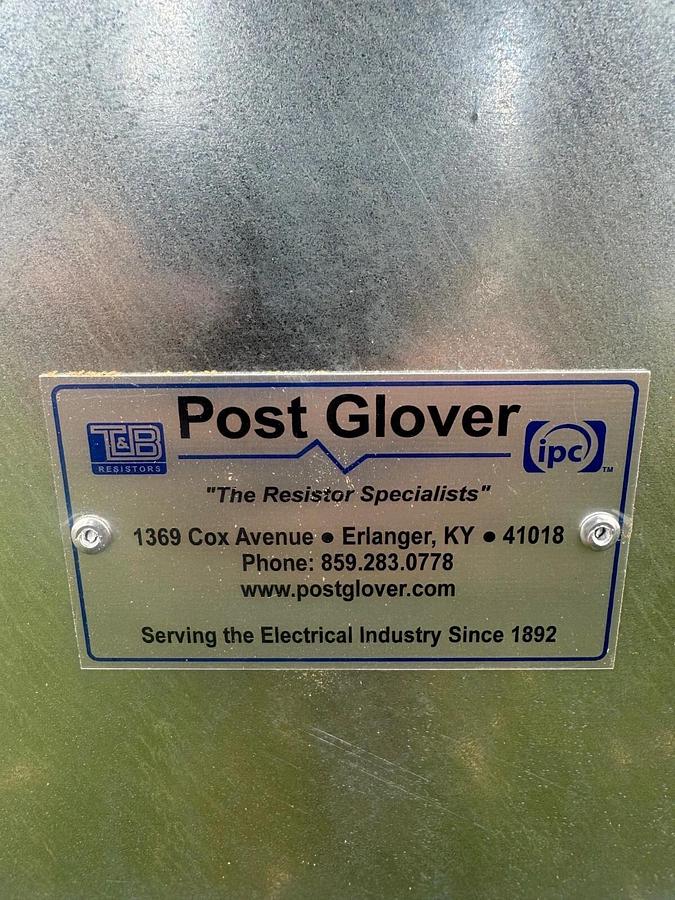 Post Glover
T&B
RESISTORS
ipc
TM
"The Resistor Specialists"
1369 Cox Avenue ● Erlanger, KY ● 41018
Phone: 859.283.0778
www.postglover.com
Serving the Electrical Industry Since 1892